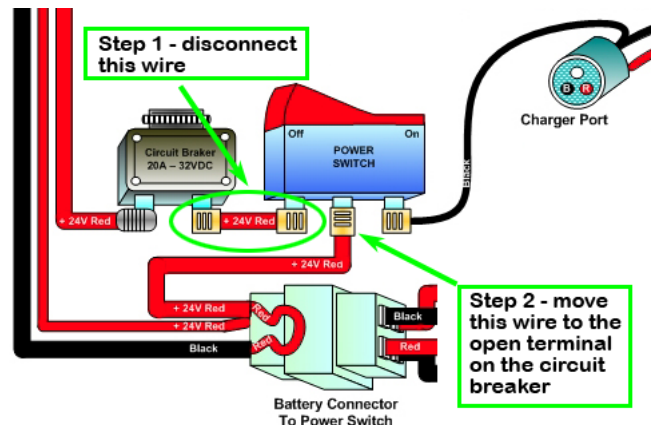 Step 1 - disconnect
this wire
Charger Port
B R
Off
On
Circuit Braker
20A – 32VDC
POWER
SWITCH
Black
+ 24V Red
+ 24V Red
+ 24V Red
+ 24V Red
+ 24V Red
Black
Red
Red
Black
Red
Step 2 - move
this wire to the
open terminal
on the circuit
breaker
Battery Connector
To Power Switch